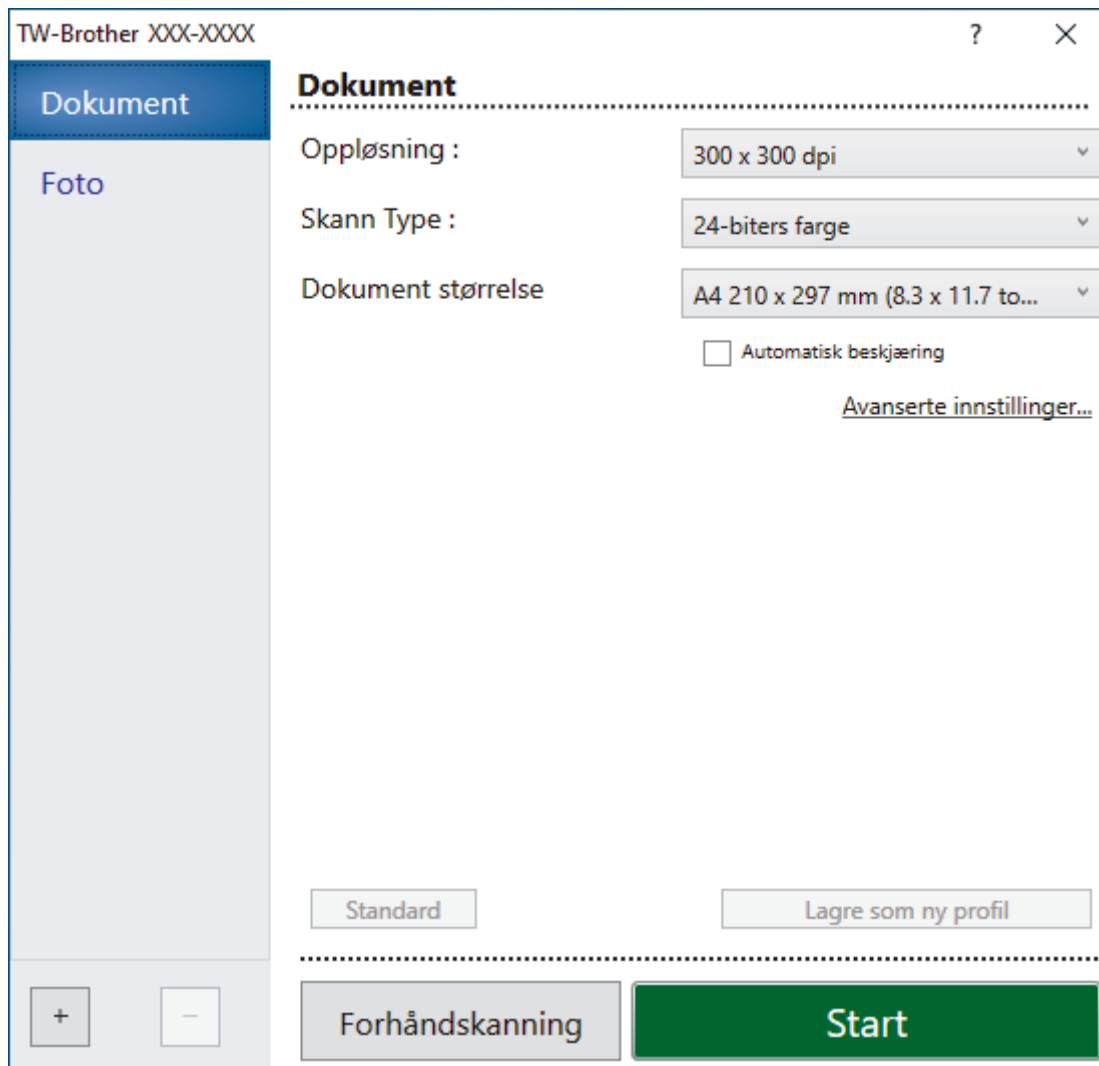 TW-Brother XXX-XXXX ?
Dokument
Foto
Dokument
Oppløsning : 300 x 300 dpi
Skann Type : 24-biters farge
Dokument størrelse A4 210 x 297 mm (8.3 x 11.7 to...
Automatisk beskjæring
Avanserte innstillinger...
Standard Lagre som ny profil
+ − Forhåndskanning Start